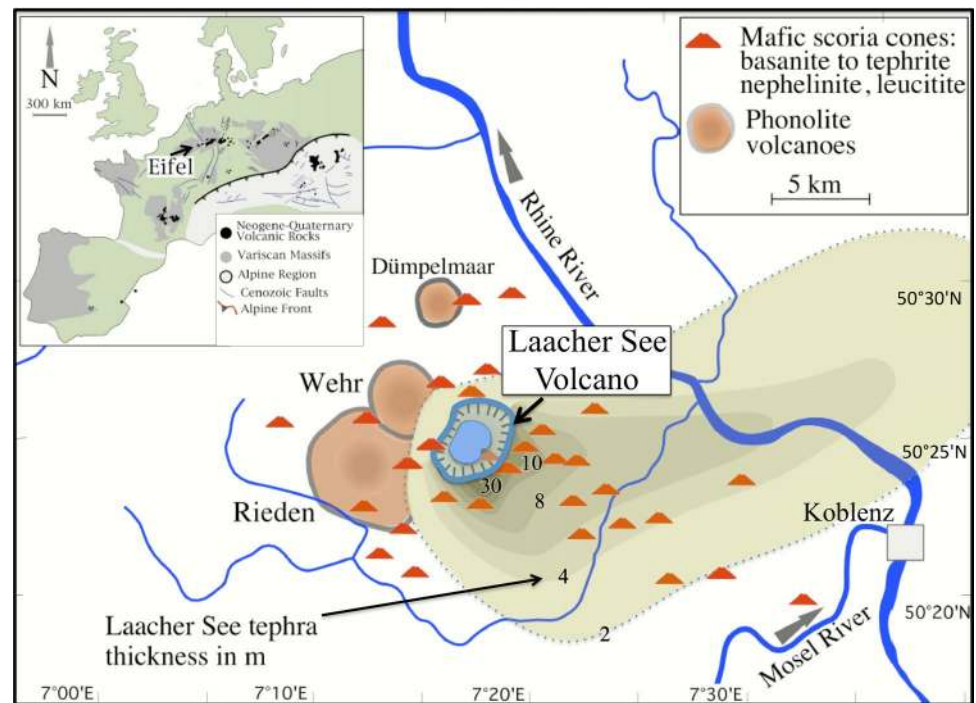 N
300 km
Eifel
Neogene-Quaternary
Volcanic Rocks
Variscan Massifs
Alpine Region
Cenozoic Faults
Alpine Front
Mafic scoria cones:
basanite to tephrite
nephelinite, leucitite
Phonolite
volcanoes
5 km
Rhine River
Dümpelmaar
50°30'N
Laacher See
Volcano
Wehr
10
50°25'N
30
8
Rieden
Koblenz
4
50°20'N
Laacher See tephra
thickness in m
2
Mosel River
7°00'E
7°10'E
7°20'E
7°30'E